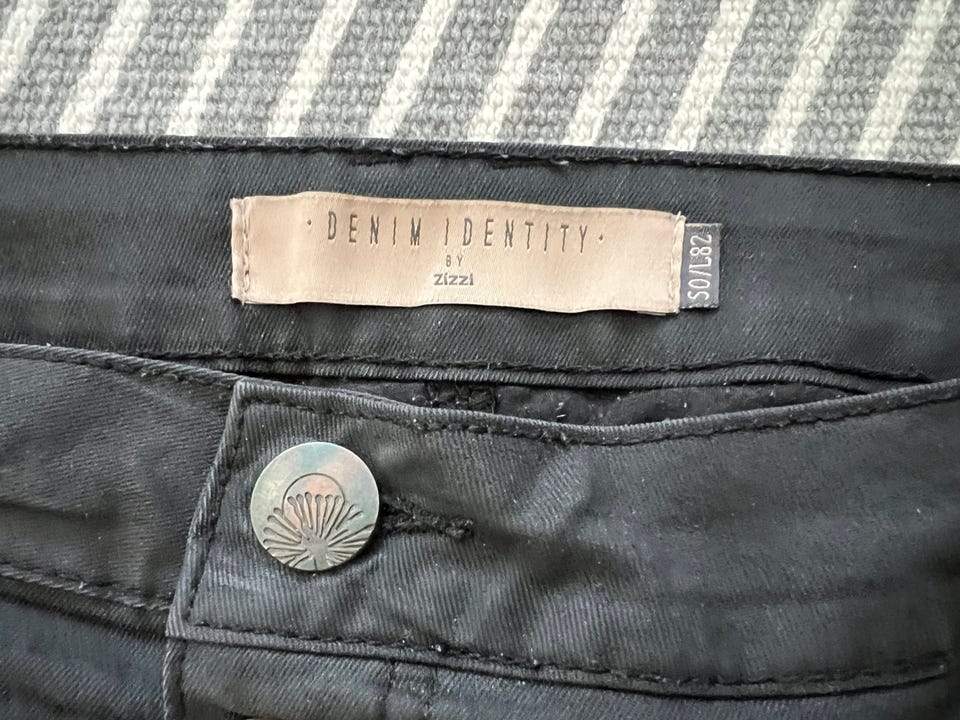 · DENIM IDENTITY ·
BY
zizzi
50/L82